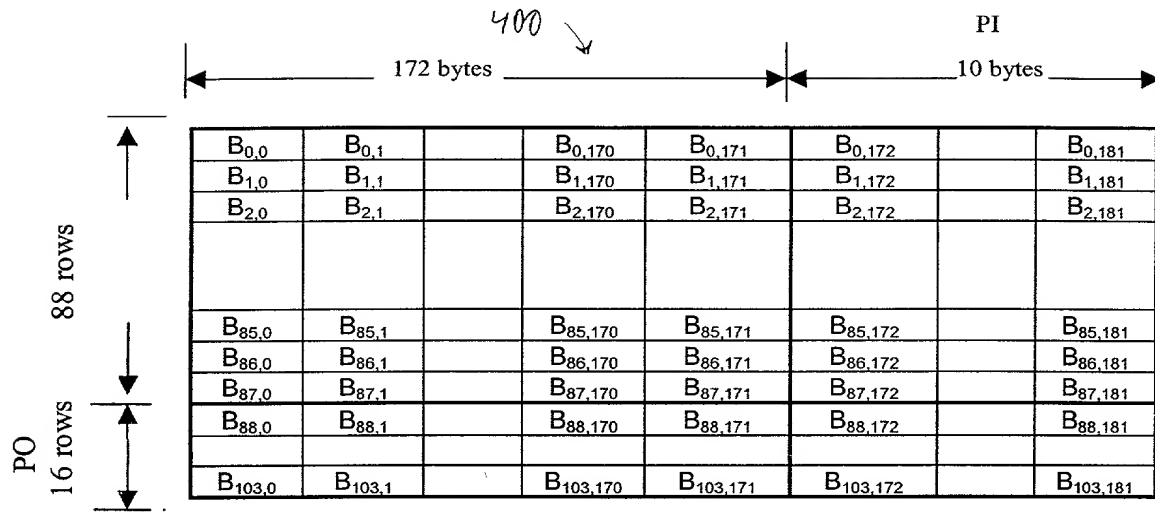 400
PI
172 bytes
10 bytes
88 rows
PO
16 rows
B0,0 B0,1 B0,170 B0,171 B0,172 B0,181
B1,0 B1,1 B1,170 B1,171 B1,172 B1,181
B2,0 B2,1 B2,170 B2,171 B2,172 B2,181
B85,0 B85,1 B85,170 B85,171 B85,172 B85,181
B86,0 B86,1 B86,170 B86,171 B86,172 B86,181
B87,0 B87,1 B87,170 B87,171 B87,172 B87,181
B88,0 B88,1 B88,170 B88,171 B88,172 B88,181
B103,0 B103,1 B103,170 B103,171 B103,172 B103,181